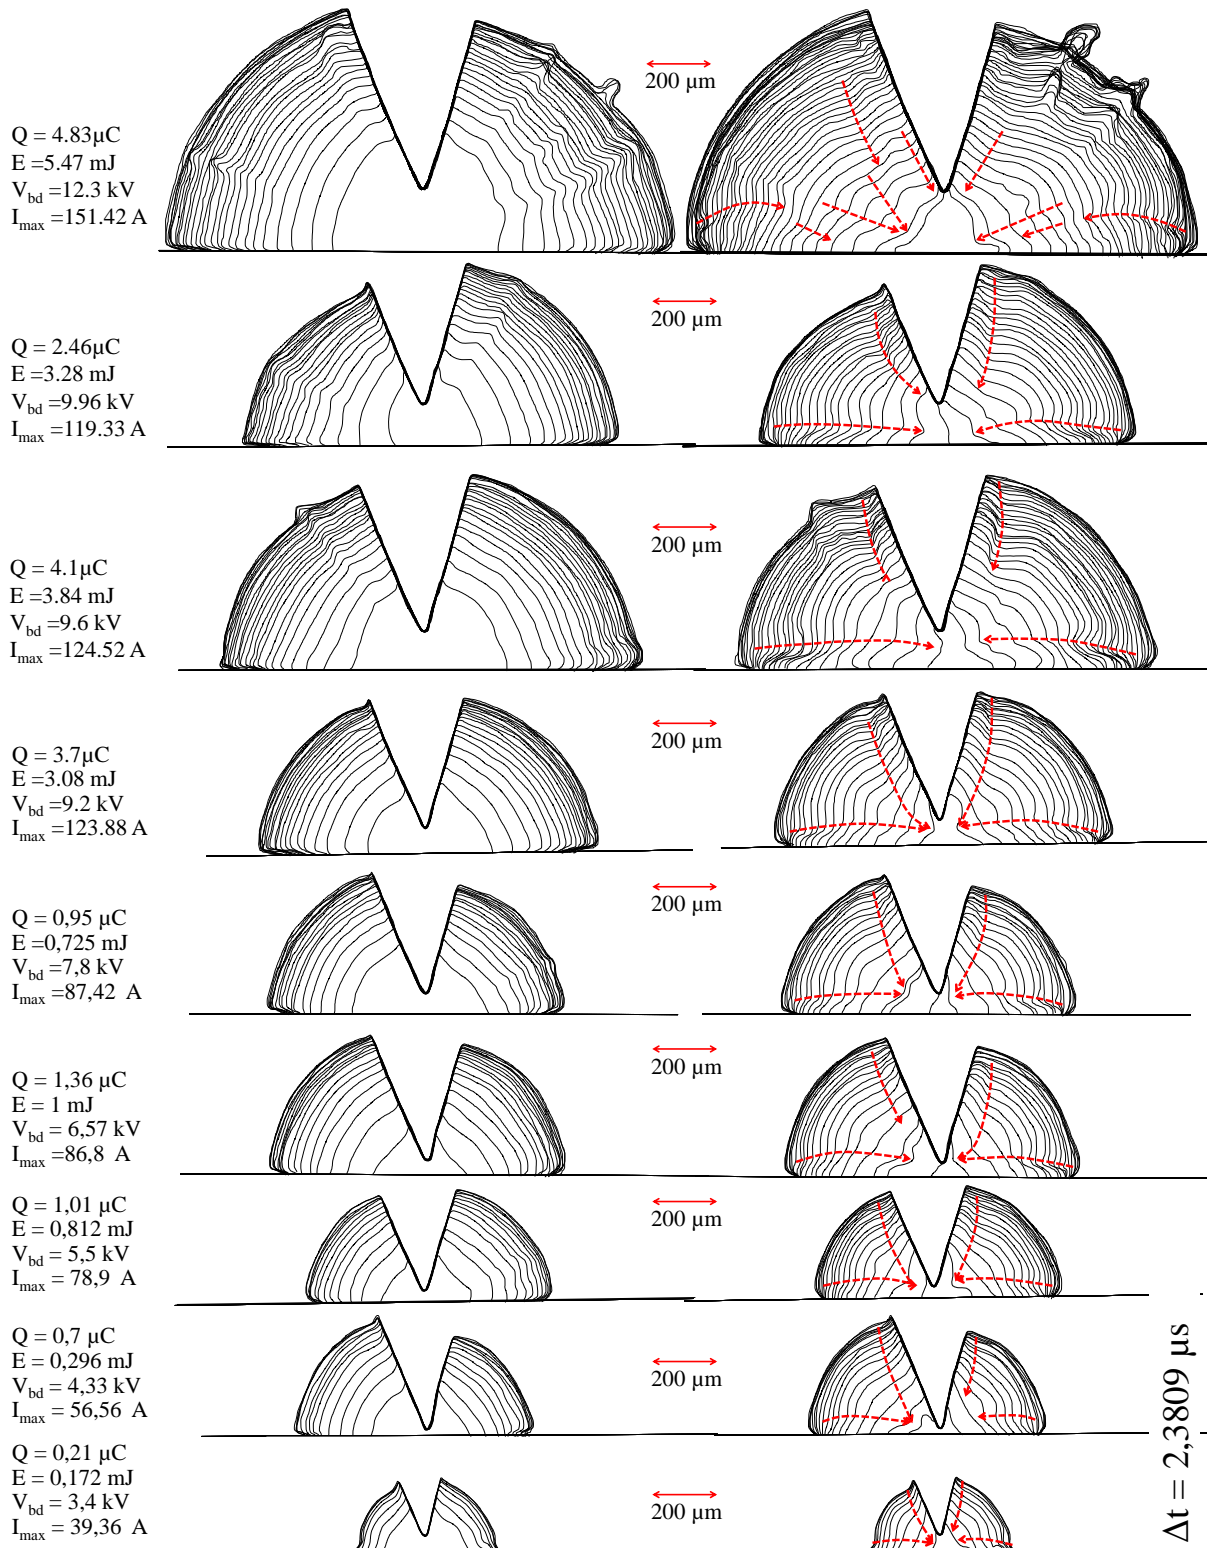 Q = 4.83µC
E =5.47 mJ
V_bd =12.3 kV
I_max =151.42 A
200 µm
Q = 2.46µC
E =3.28 mJ
V_bd =9.96 kV
I_max =119.33 A
200 µm
Q = 4.1µC
E =3.84 mJ
V_bd =9.6 kV
I_max =124.52 A
200 µm
Q = 3.7µC
E =3.08 mJ
V_bd =9.2 kV
I_max =123.88 A
200 µm
Q = 0,95 µC
E =0,725 mJ
V_bd =7,8 kV
I_max =87,42 A
200 µm
Q = 1,36 µC
E = 1 mJ
V_bd = 6,57 kV
I_max =86,8 A
200 µm
Q = 1,01 µC
E = 0,812 mJ
V_bd = 5,5 kV
I_max = 78,9 A
200 µm
Q = 0,7 µC
E = 0,296 mJ
V_bd = 4,33 kV
I_max = 56,56 A
200 µm
Q = 0,21 µC
E = 0,172 mJ
V_bd = 3,4 kV
I_max = 39,36 A
200 µm
Δt = 2,3809 µs